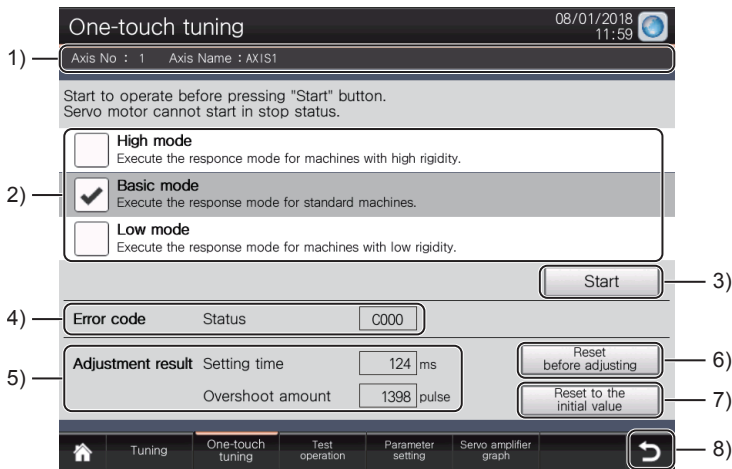 One-touch tuning
08/01/2018
11:59
1)
Axis No : 1 Axis Name : AXIS1
Start to operate before pressing "Start" button.
Servo motor cannot start in stop status.
High mode
Execute the responce mode for machines with high rigidity.
2)
Basic mode
Execute the response mode for standard machines.
Low mode
Execute the response mode for machines with low rigidity.
Start
3)
4)
Error code Status C000
5)
Adjustment result Setting time 124 ms
Overshoot amount 1398 pulse
Reset
before adjusting
6)
Reset to the
initial value
7)
Tuning
One-touch
tuning
Test
operation
Parameter
setting
Servo amplifier
graph
8)